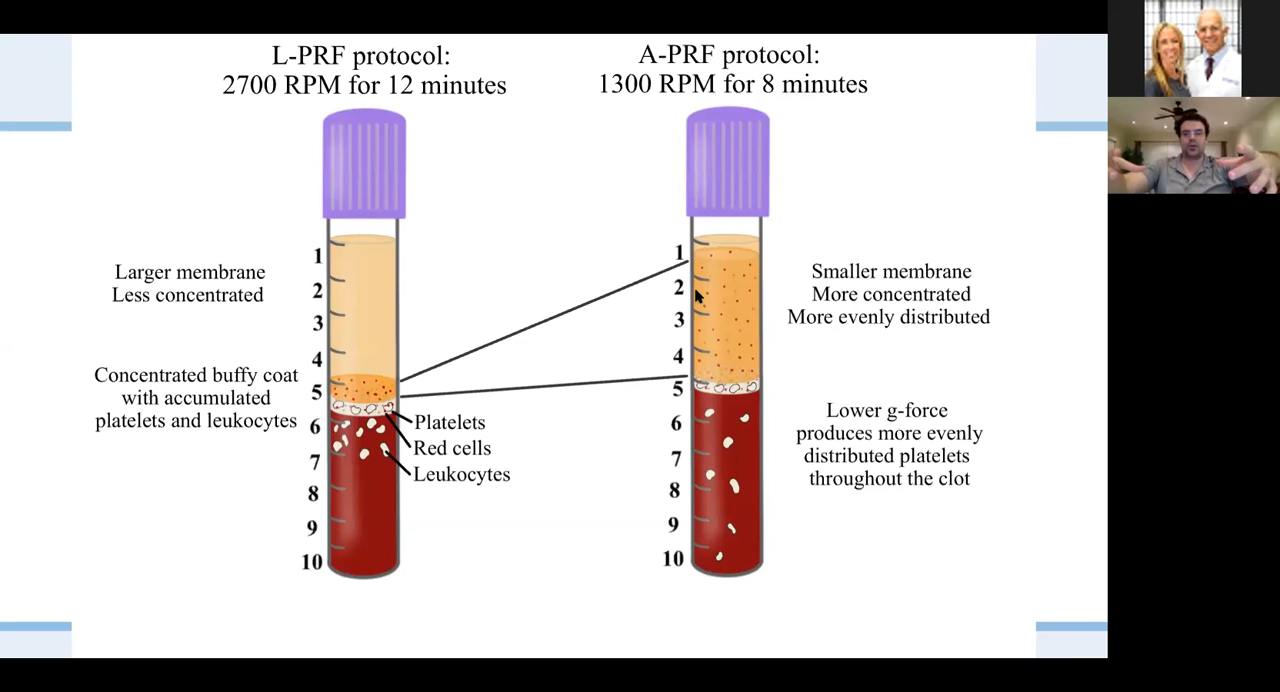 L-PRF protocol:
2700 RPM for 12 minutes
A-PRF protocol:
1300 RPM for 8 minutes
Larger membrane
Less concentrated
Concentrated buffy coat
with accumulated
platelets and leukocytes
1
2
3
4
5
6
7
8
9
10
Platelets
Red cells
Leukocytes
1
2
3
4
5
6
7
8
9
10
Smaller membrane
More concentrated
More evenly distributed
Lower g-force
produces more evenly
distributed platelets
throughout the clot